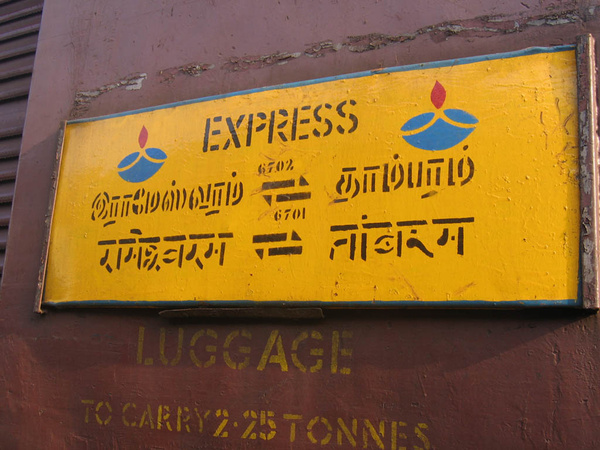 EXPRESS
இராமேஸ்வரம் 6702 தாம்பரம்
6701
रामेश्वरम तांबरम
LUGGAGE
TO CARRY 2·25 TONNES